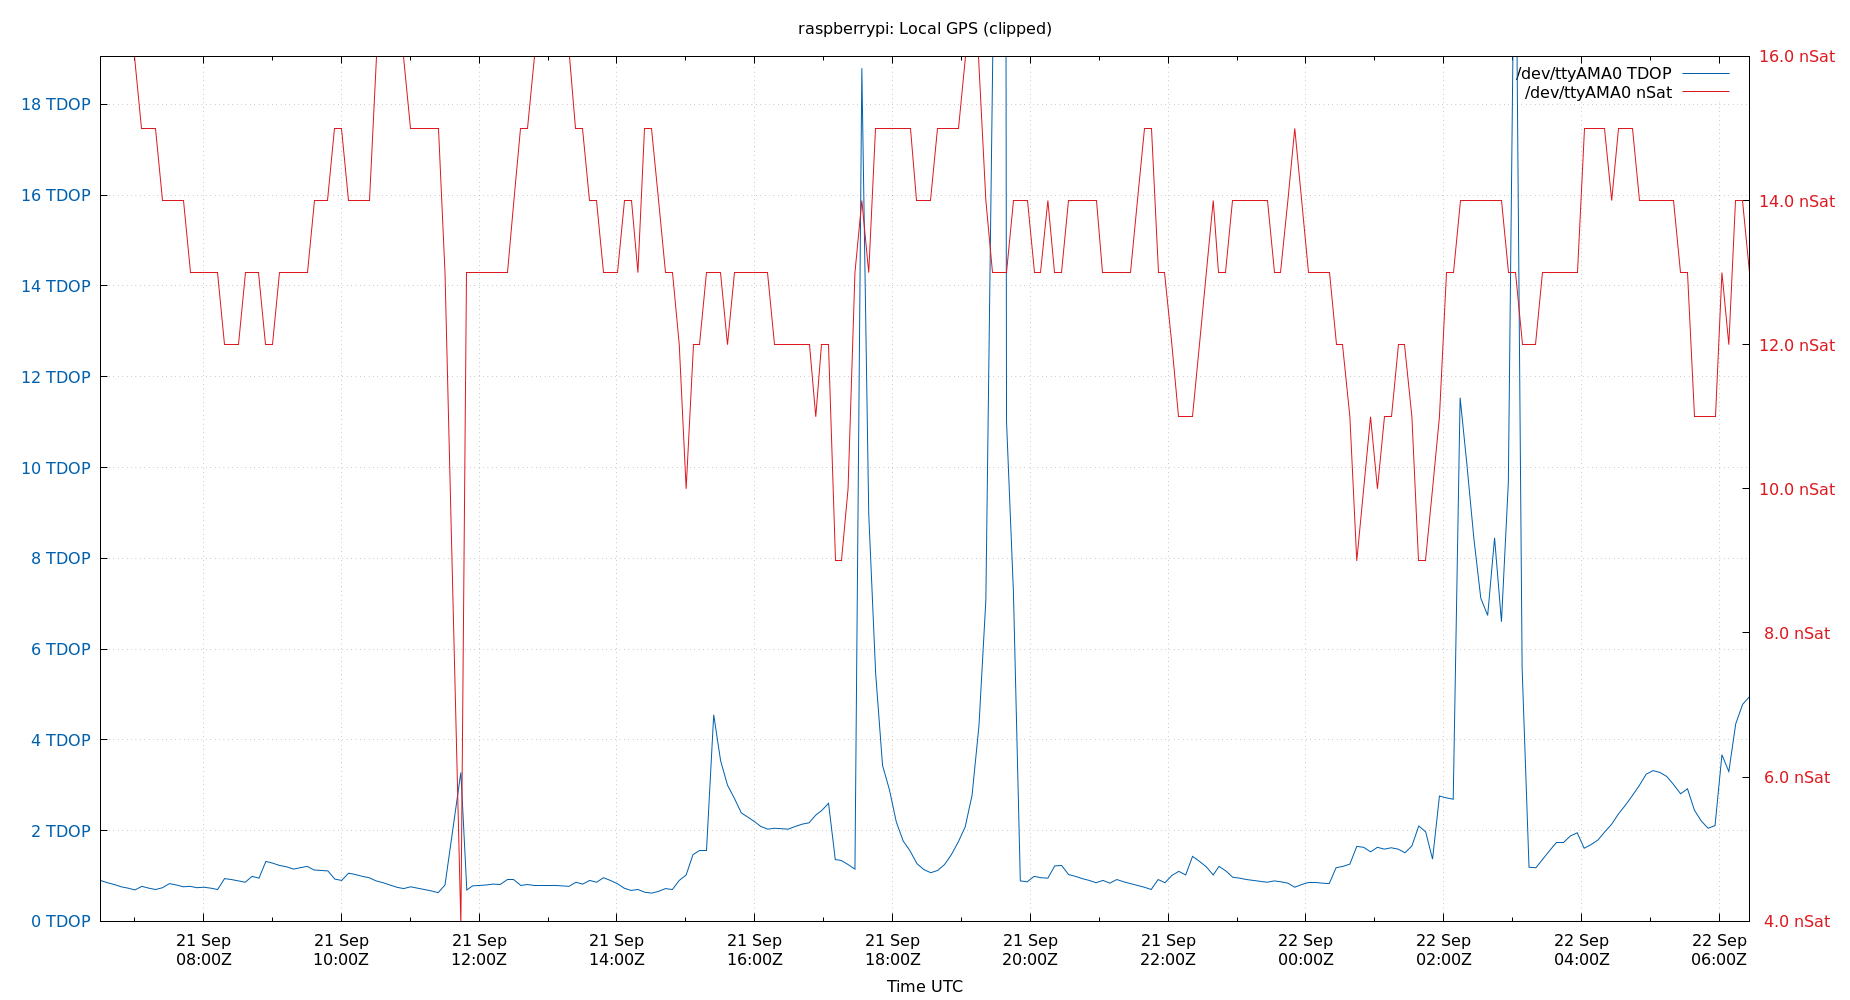 raspberrypi: Local GPS (clipped)
16.0 nSat
/dev/ttyAMA0 TDOP
/dev/ttyAMA0 nSat
18 TDOP
16 TDOP
14.0 nSat
14 TDOP
12 TDOP
12.0 nSat
10 TDOP
10.0 nSat
8 TDOP
8.0 nSat
6 TDOP
6.0 nSat
4 TDOP
2 TDOP
0 TDOP
4.0 nSat
21 Sep 21 Sep 21 Sep 21 Sep 21 Sep 21 Sep 21 Sep 21 Sep 22 Sep 22 Sep 22 Sep 22 Sep
08:00Z 10:00Z 12:00Z 14:00Z 16:00Z 18:00Z 20:00Z 22:00Z 00:00Z 02:00Z 04:00Z 06:00Z
Time UTC